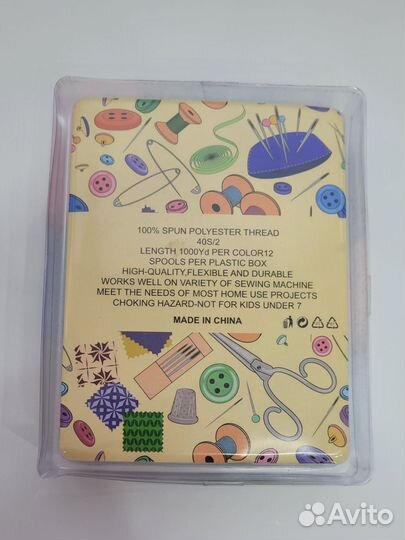 100% SPUN POLYESTER THREAD
40S/2
LENGTH 1000Yd PER COLOR12
SPOOLS PER PLASTIC BOX
HIGH-QUALITY,FLEXIBLE AND DURABLE
WORKS WELL ON VARIETY OF SEWING MACHINE
MEET THE NEEDS OF MOST HOME USE PROJECTS
CHOKING HAZARD-NOT FOR KIDS UNDER 7
MADE IN CHINA
Avito